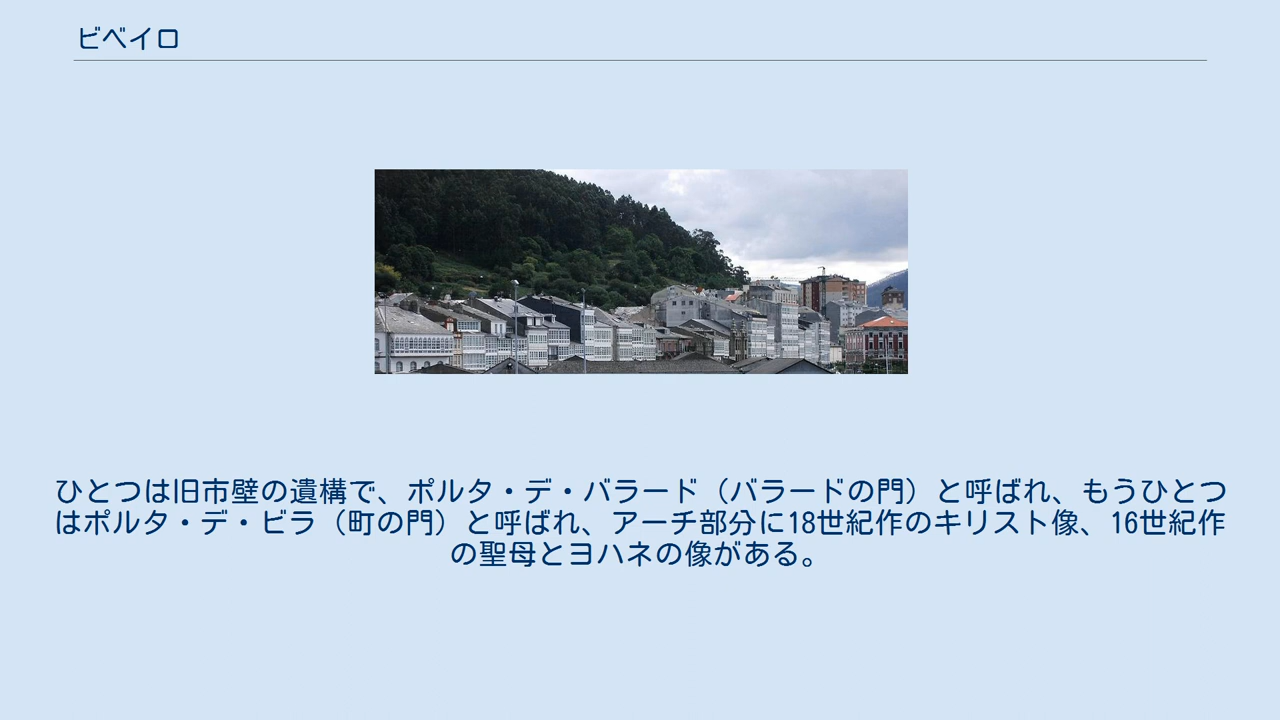 ビベイロ
ひとつは旧市壁の遺構で、ポルタ・デ・バラード（バラードの門）と呼ばれ、もうひとつ
はポルタ・デ・ビラ（町の門）と呼ばれ、アーチ部分に18世紀作のキリスト像、16世紀作
の聖母とヨハネの像がある。